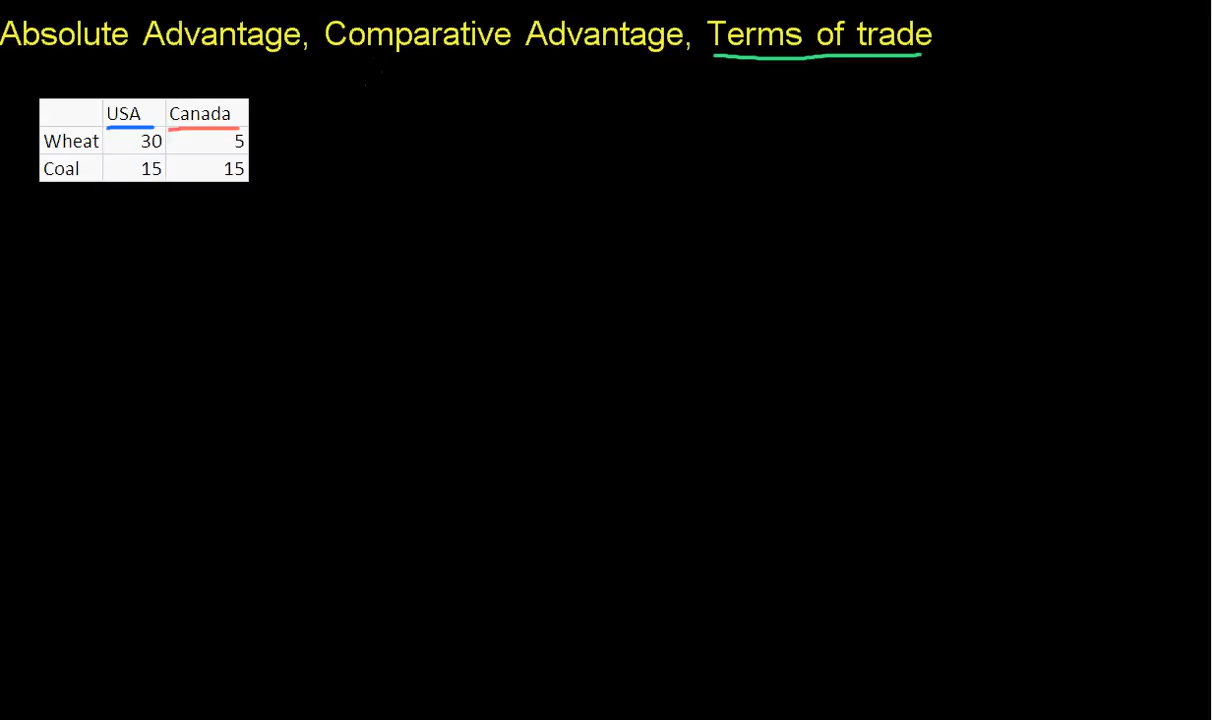 Absolute Advantage, Comparative Advantage, Terms of trade
USA Canada
Wheat 30 5
Coal 15 15